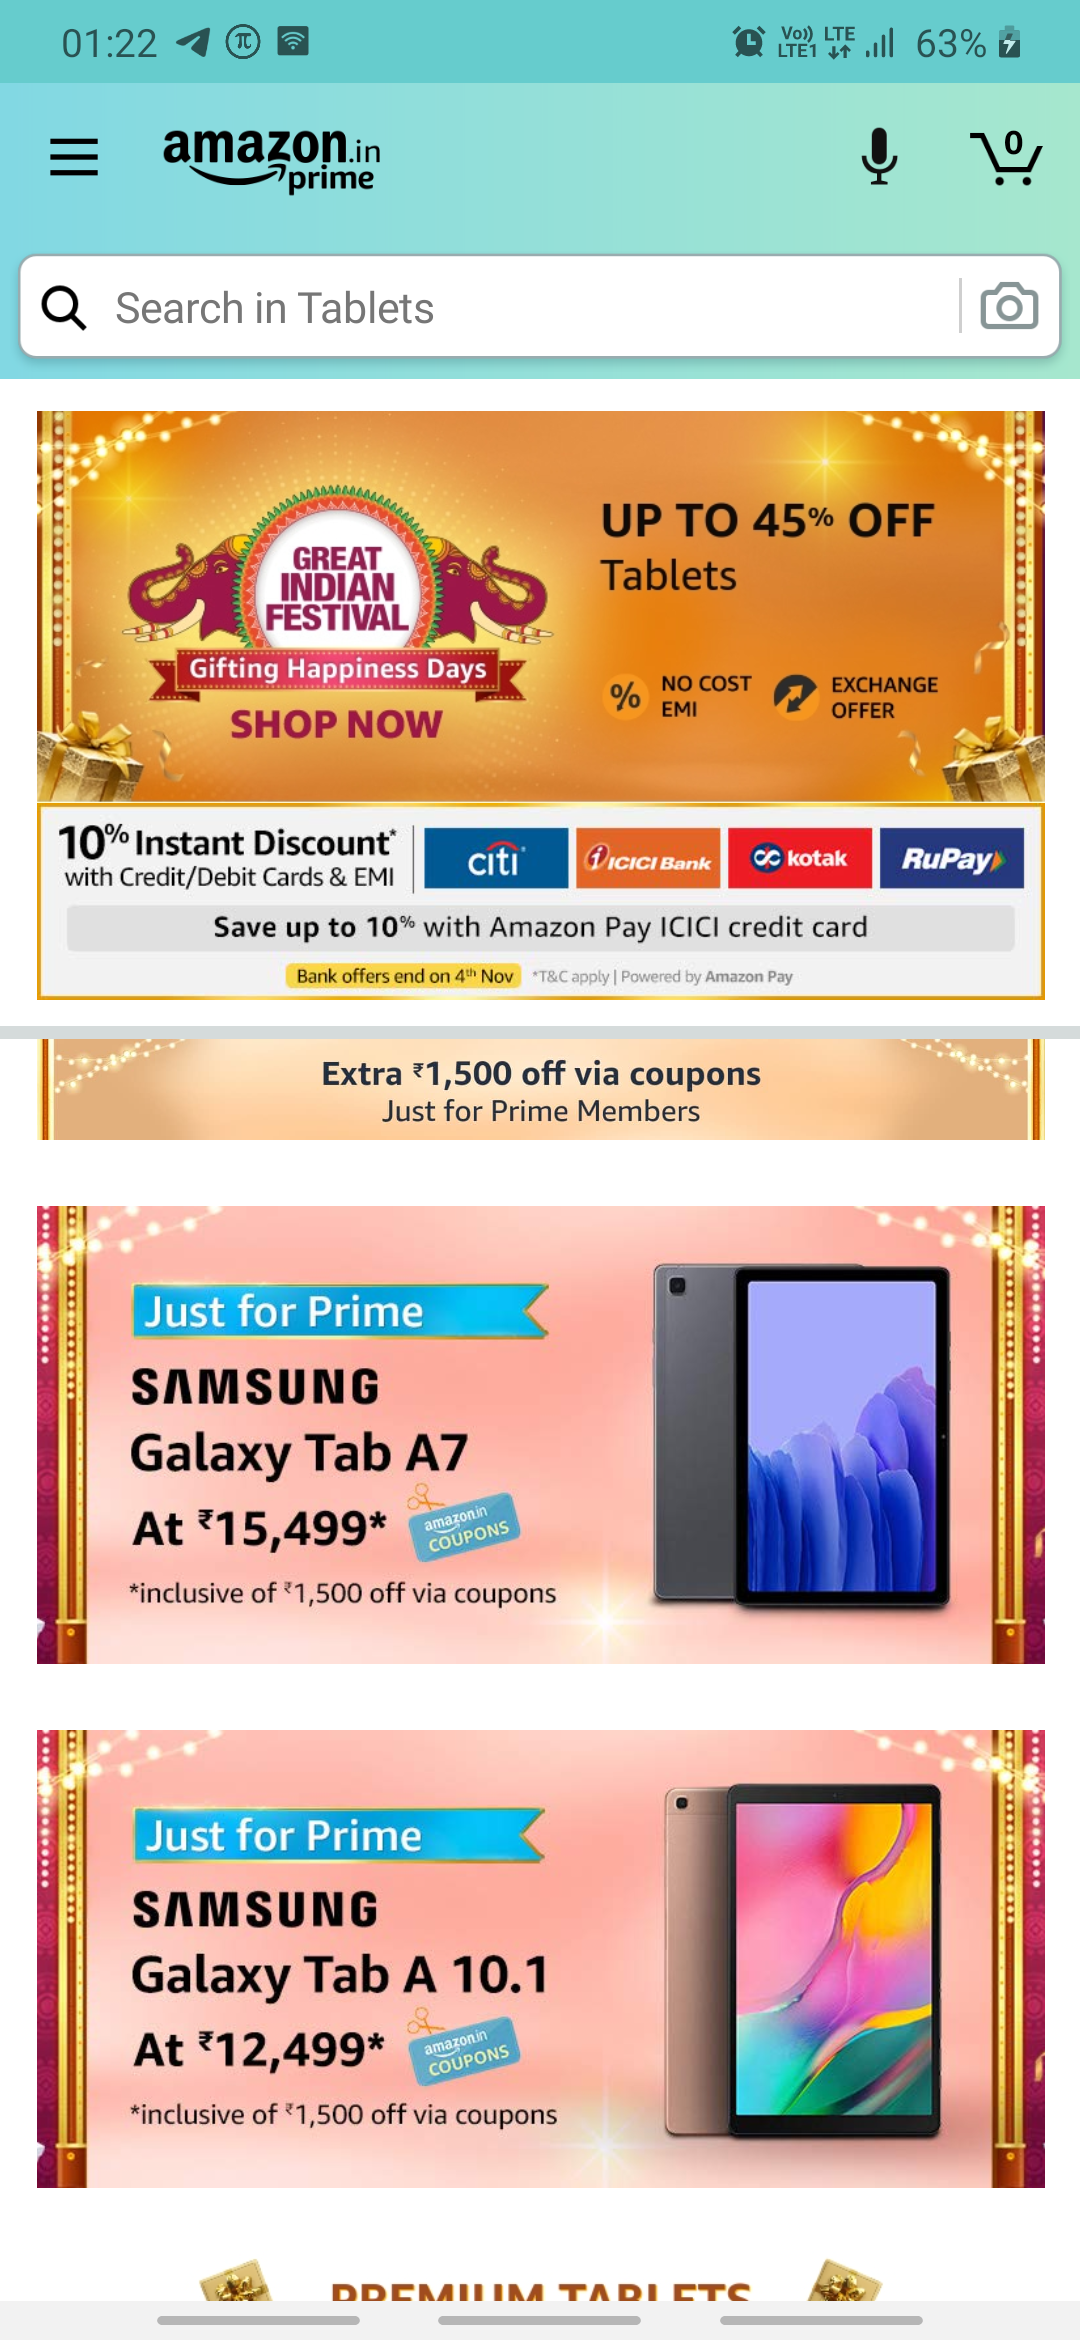 01:22
Vo)) LTE
LTE1
63%
amazon.in
prime
0
Search in Tablets
GREAT
INDIAN
FESTIVAL
Gifting Happiness Days
SHOP NOW
UP TO 45% OFF
Tablets
% NO COST
EMI
EXCHANGE
OFFER
10% Instant Discount*
with Credit/Debit Cards & EMI
citi
ICICI Bank
kotak
RuPay
Save up to 10% with Amazon Pay ICICI credit card
Bank offers end on 4th Nov *T&C apply | Powered by Amazon Pay
Extra ₹1,500 off via coupons
Just for Prime Members
Just for Prime
SAMSUNG
Galaxy Tab A7
At ₹15,499*
amazon.in
COUPONS
*inclusive of ₹1,500 off via coupons
Just for Prime
SAMSUNG
Galaxy Tab A 10.1
At ₹12,499*
amazon.in
COUPONS
*inclusive of ₹1,500 off via coupons
PREMIUM TABLETS